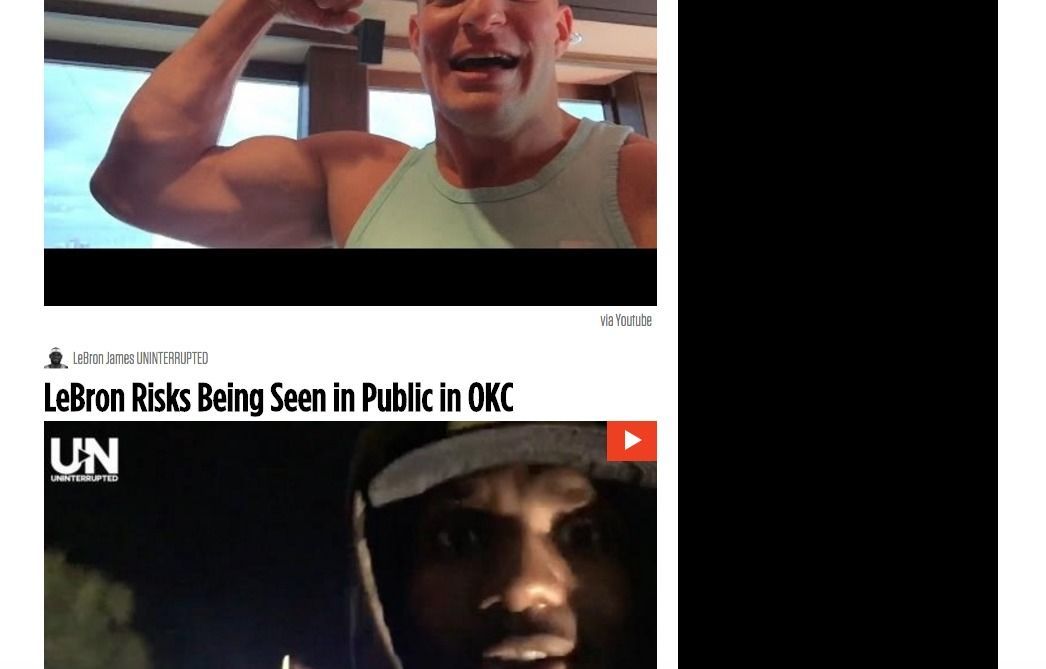 via Youtube
LeBron James UNINTERRUPTED
LeBron Risks Being Seen in Public in OKC
UN
UNINTERRUPTED